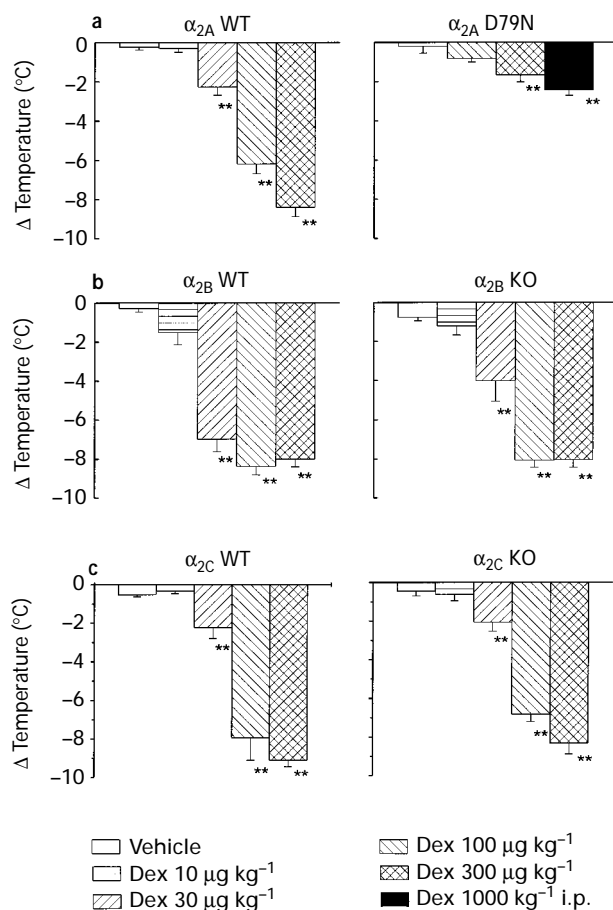 a
α2A WT
α2A D79N
0
−2
−4
−6
−8
−10
Δ Temperature (°C)
**
**
**
**
**
b
α2B WT
α2B KO
0
−2
−4
−6
−8
−10
Δ Temperature (°C)
**
**
**
**
**
**
c
α2C WT
α2C KO
0
−2
−4
−6
−8
−10
Δ Temperature (°C)
**
**
**
**
**
**
Vehicle
Dex 10 μg kg−1
Dex 30 μg kg−1
Dex 100 μg kg−1
Dex 300 μg kg−1
Dex 1000 kg−1 i.p.